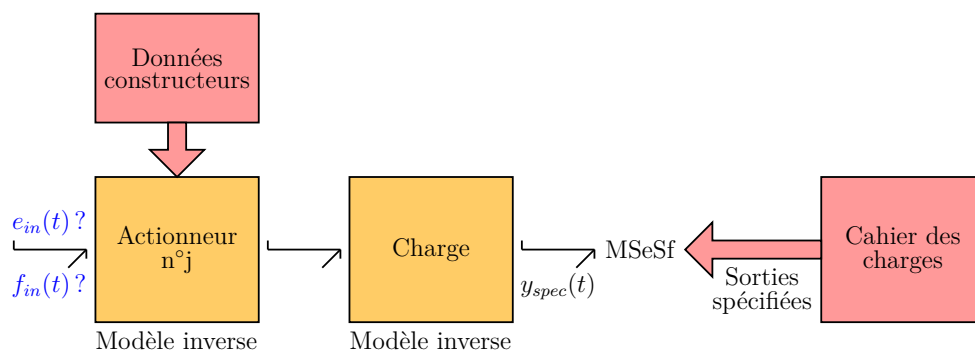 Données
constructeurs
e_in(t) ?
f_in(t) ?
Actionneur
n°j
Modèle inverse
Charge
Modèle inverse
y_spec(t)
MSeSf
Sorties
spécifiées
Cahier des
charges